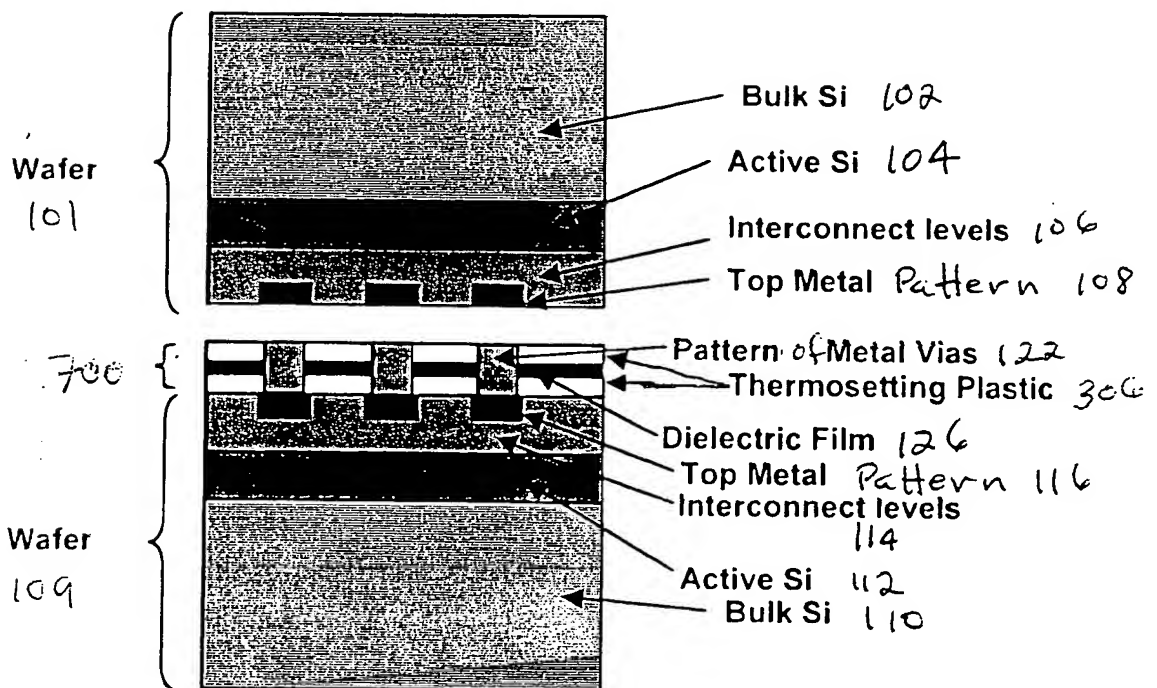 Bulk Si 102
Wafer
101
Active Si 104
Interconnect levels 106
Top Metal Pattern 108
700
Pattern of Metal Vias 122
Thermosetting Plastic 306
Dielectric Film 126
Top Metal Pattern 116
Interconnect levels
114
Wafer
109
Active Si 112
Bulk Si 110